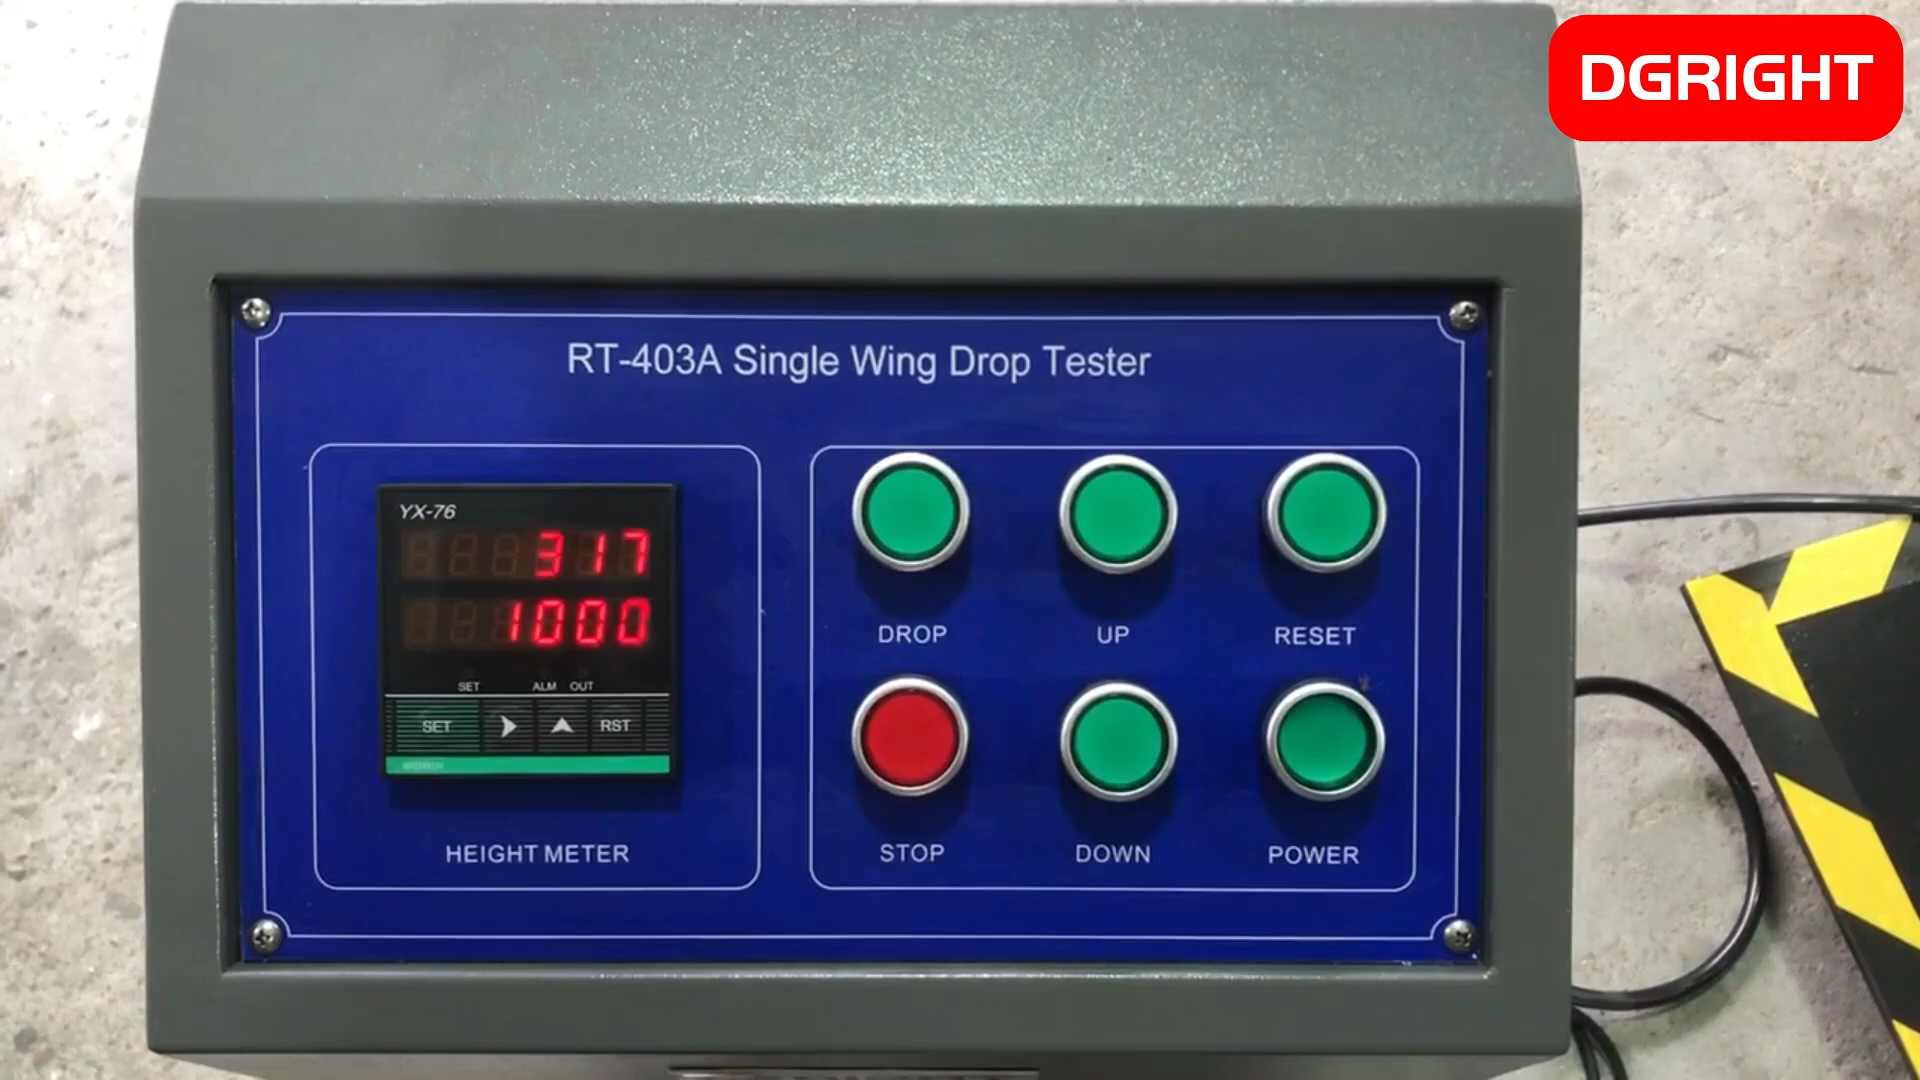 DGRIGHT
RT-403A Single Wing Drop Tester
YX-76
317
1000
SET ALM OUT
SET RST
HEIGHT METER
DROP UP RESET
STOP DOWN POWER